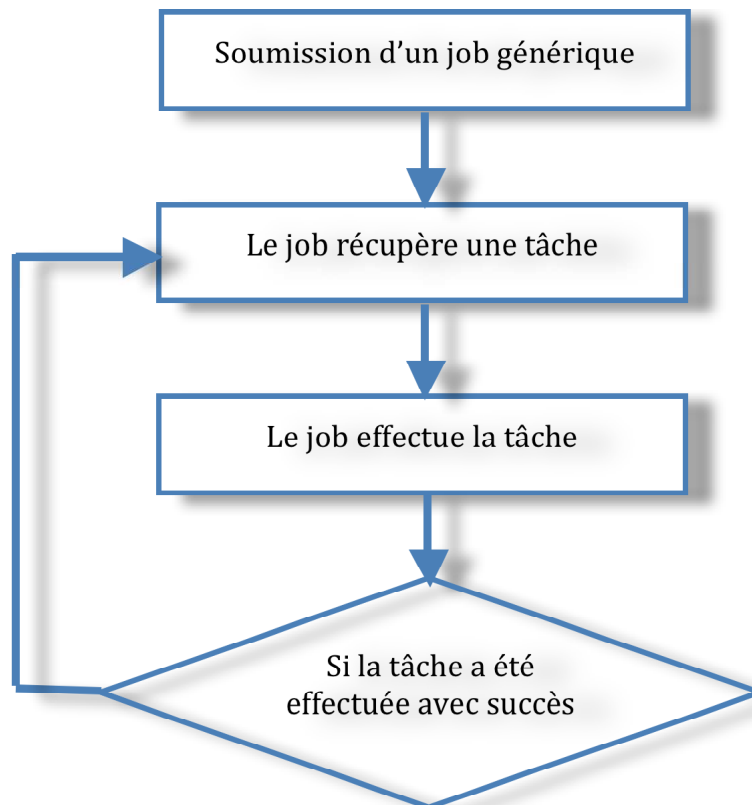 Soumission d’un job générique
Le job récupère une tâche
Le job effectue la tâche
Si la tâche a été
effectuée avec succès